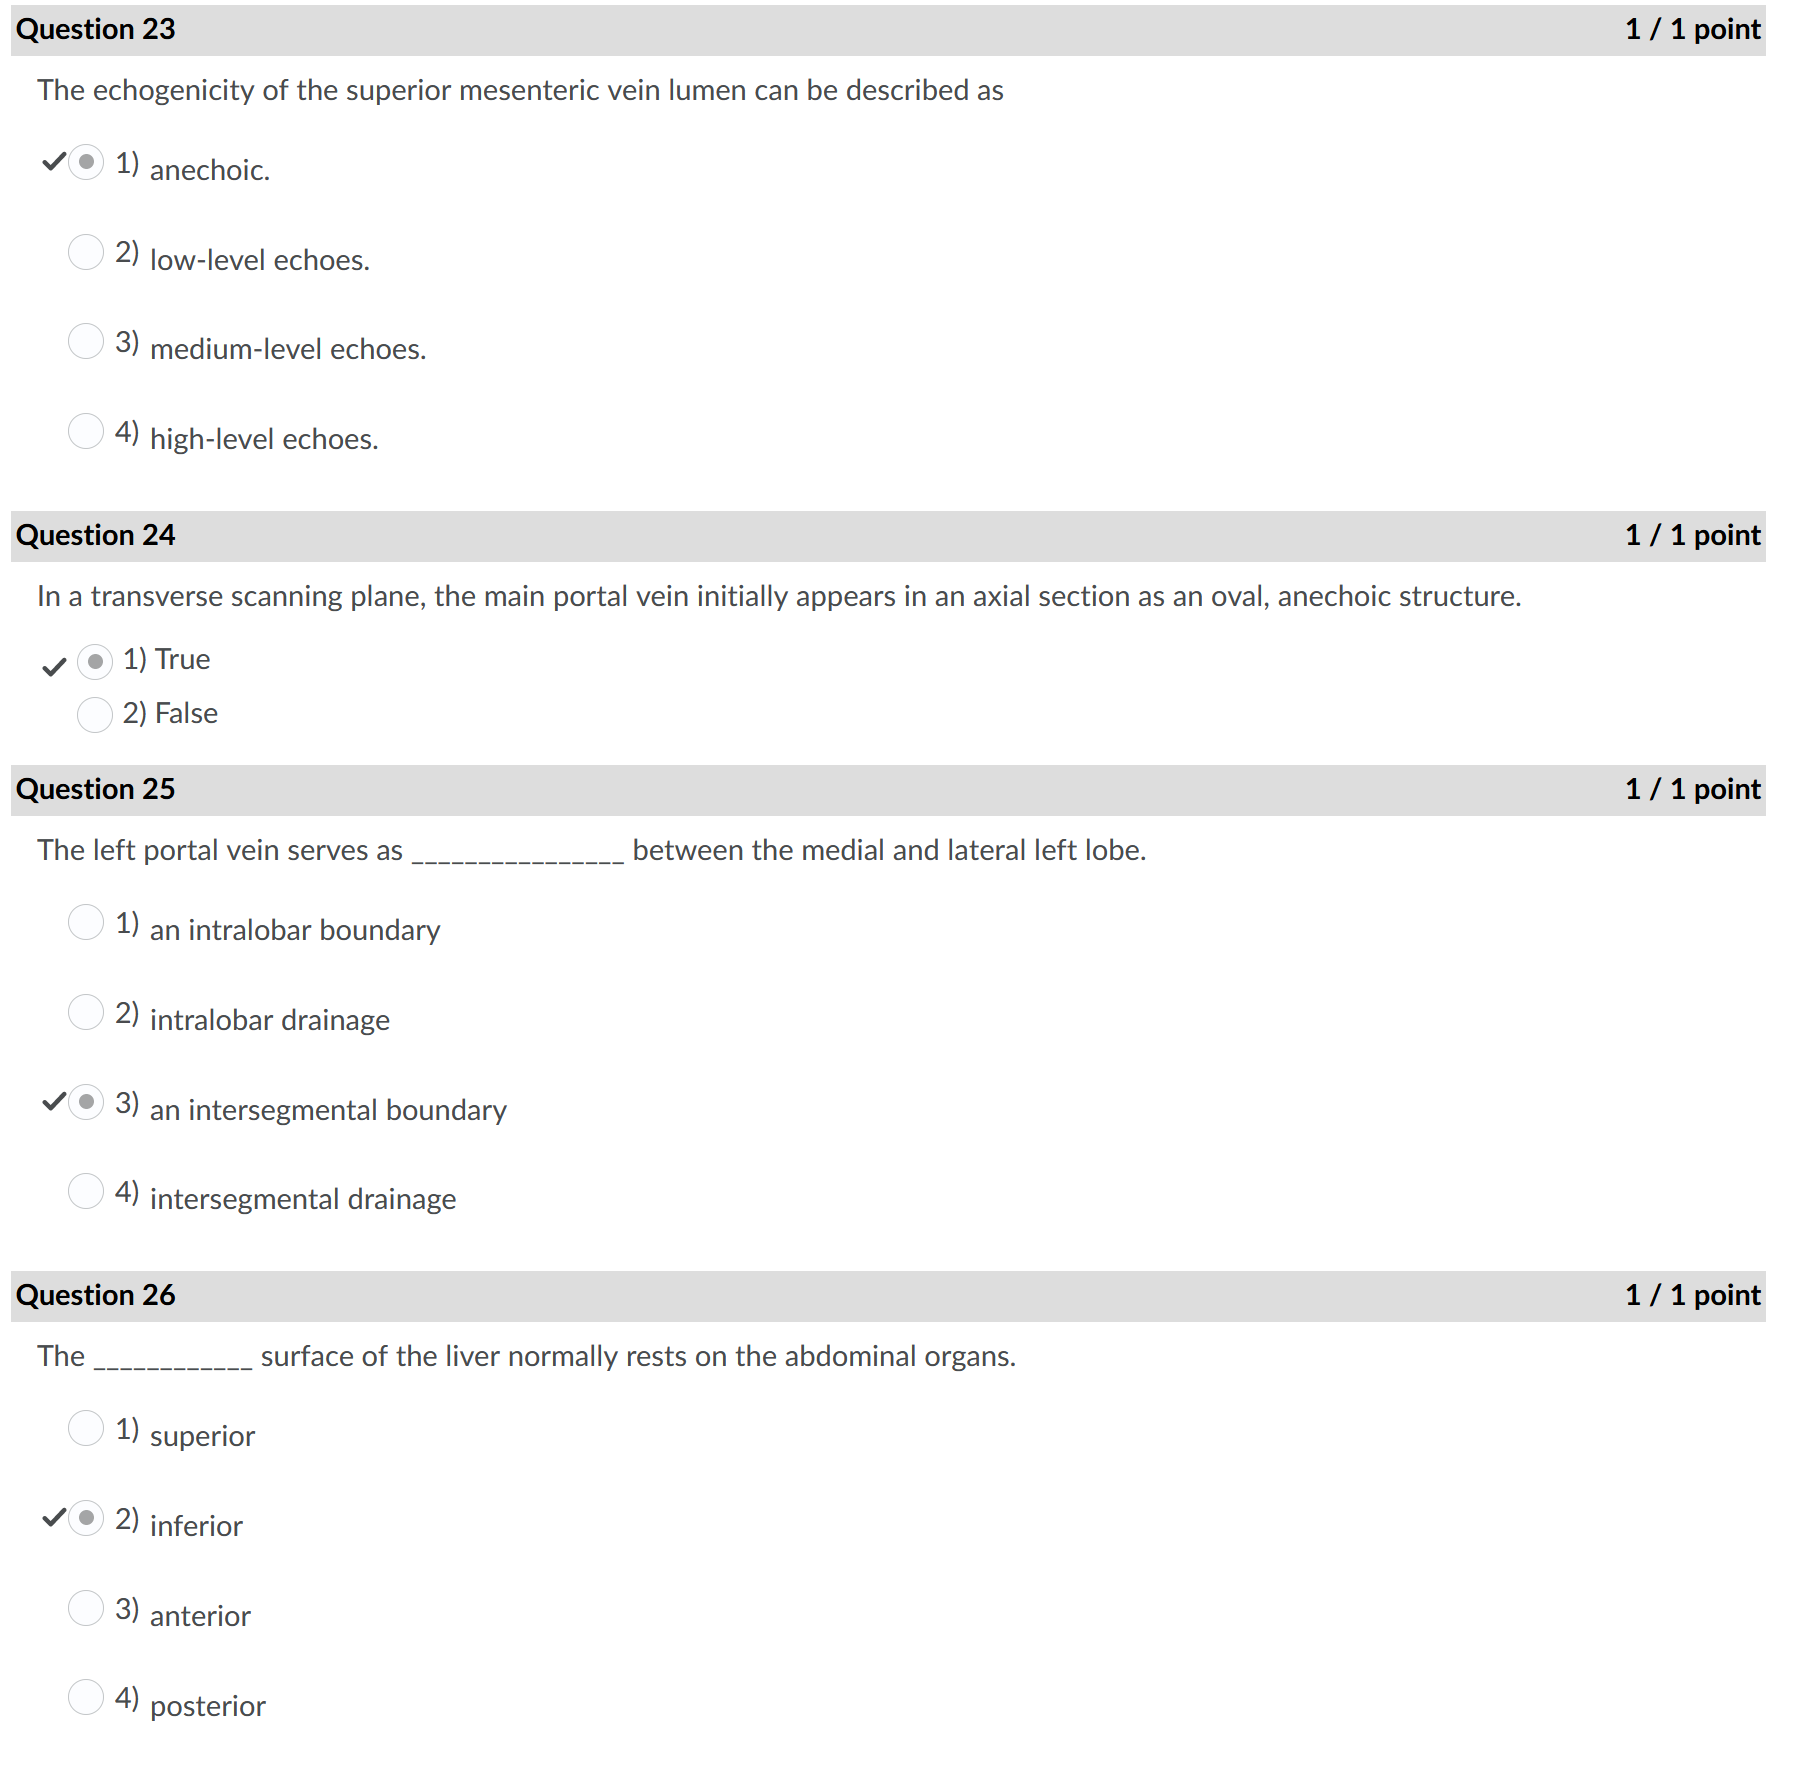 Question 23 1 / 1 point
The echogenicity of the superior mesenteric vein lumen can be described as
1) anechoic.
2) low-level echoes.
3) medium-level echoes.
4) high-level echoes.
Question 24 1 / 1 point
In a transverse scanning plane, the main portal vein initially appears in an axial section as an oval, anechoic structure.
1) True
2) False
Question 25 1 / 1 point
The left portal vein serves as ________________ between the medial and lateral left lobe.
1) an intralobar boundary
2) intralobar drainage
3) an intersegmental boundary
4) intersegmental drainage
Question 26 1 / 1 point
The ____________ surface of the liver normally rests on the abdominal organs.
1) superior
2) inferior
3) anterior
4) posterior